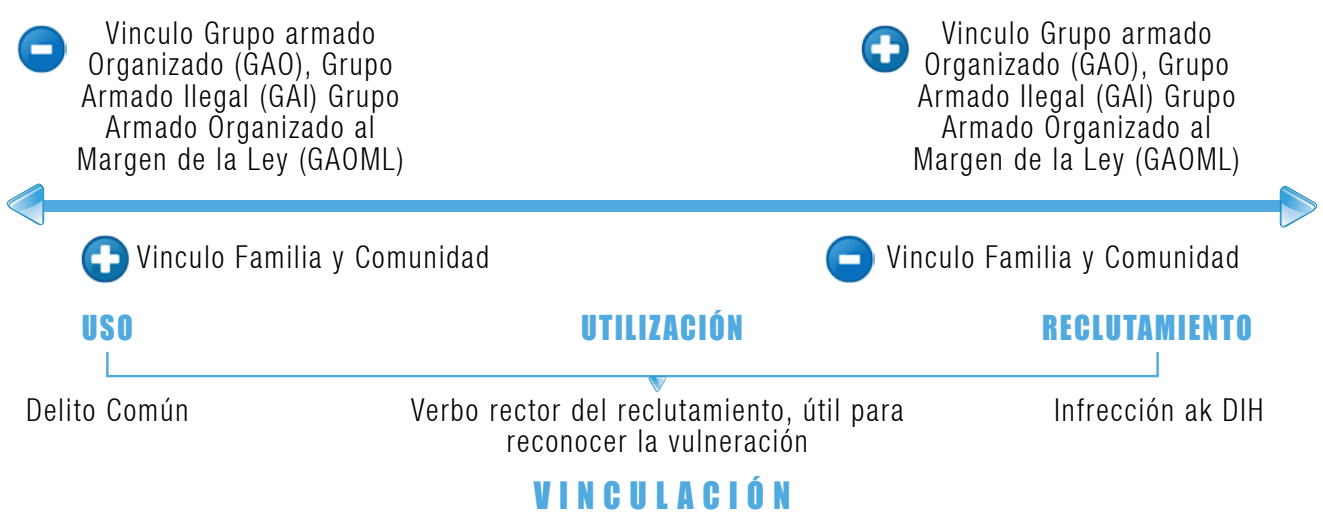 Vinculo Grupo armado
Organizado (GAO), Grupo
Armado Ilegal (GAI) Grupo
Armado Organizado al
Margen de la Ley (GAOML)
Vinculo Grupo armado
Organizado (GAO), Grupo
Armado Ilegal (GAI) Grupo
Armado Organizado al
Margen de la Ley (GAOML)
Vinculo Familia y Comunidad
Vinculo Familia y Comunidad
USO
UTILIZACIÓN
RECLUTAMIENTO
Delito Común
Verbo rector del reclutamiento, útil para
reconocer la vulneración
Infrección ak DIH
VINCULACIÓN